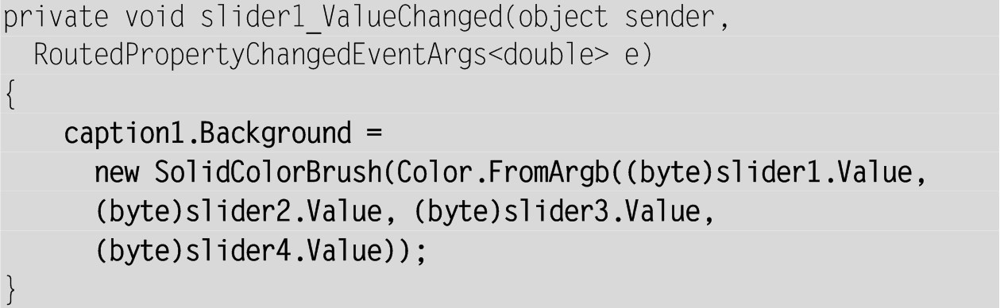 private void slider1_ValueChanged(object sender,
  RoutedPropertyChangedEventArgs<double> e)
{
    caption1.Background =
      new SolidColorBrush(Color.FromArgb((byte)slider1.Value,
      (byte)slider2.Value, (byte)slider3.Value,
      (byte)slider4.Value));
}